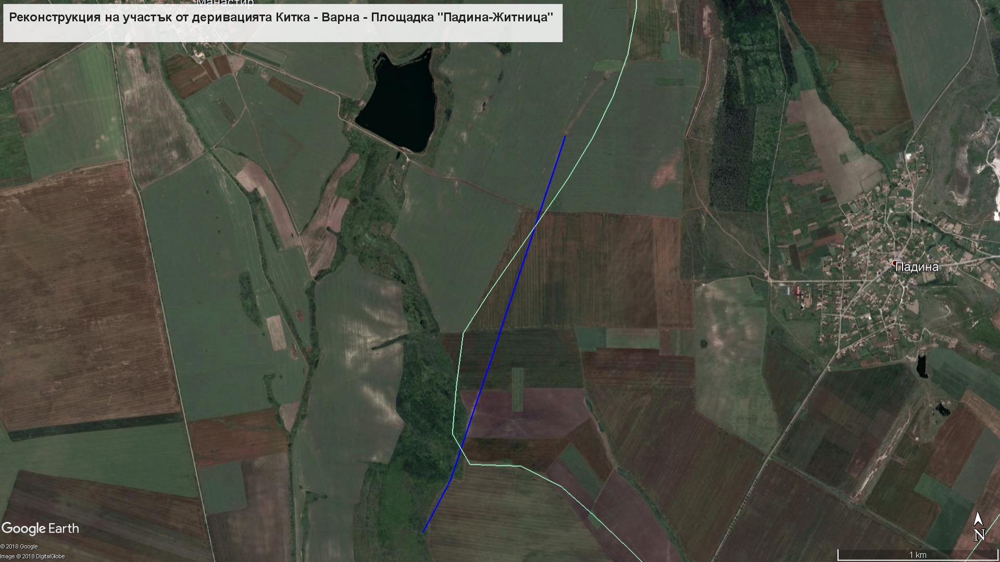 Манастир
Реконструкция на участък от деривацията Китка - Варна - Площадка "Падина-Житница"
Падина
Google Earth
© 2018 Google
Image © 2018 DigitalGlobe
N
1 km